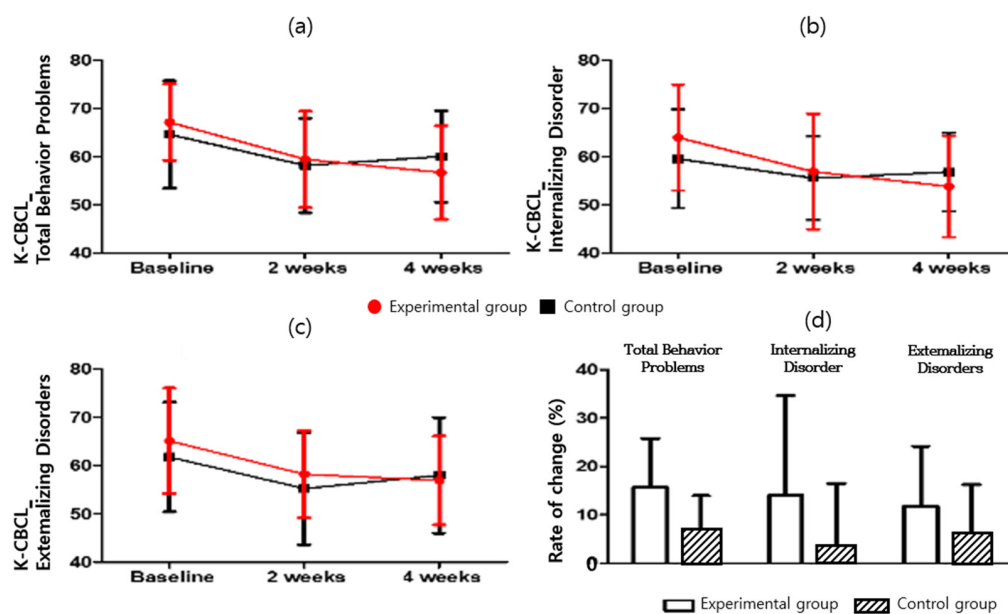 (a)
K-CBCL_
Total Behavior Problems
80
70
60
50
40
Baseline
2 weeks
4 weeks
(b)
K-CBCL_
Internalizing Disorder
80
70
60
50
40
Baseline
2 weeks
4 weeks
Experimental group
Control group
(c)
K-CBCL_
Extemalizing Disorders
80
70
60
50
40
Baseline
2 weeks
4 weeks
(d)
Total Behavior
Problems
Internalizing
Disorder
Extemalizing
Disorders
Rate of change (%)
40
30
20
10
0
Experimental group
Control group